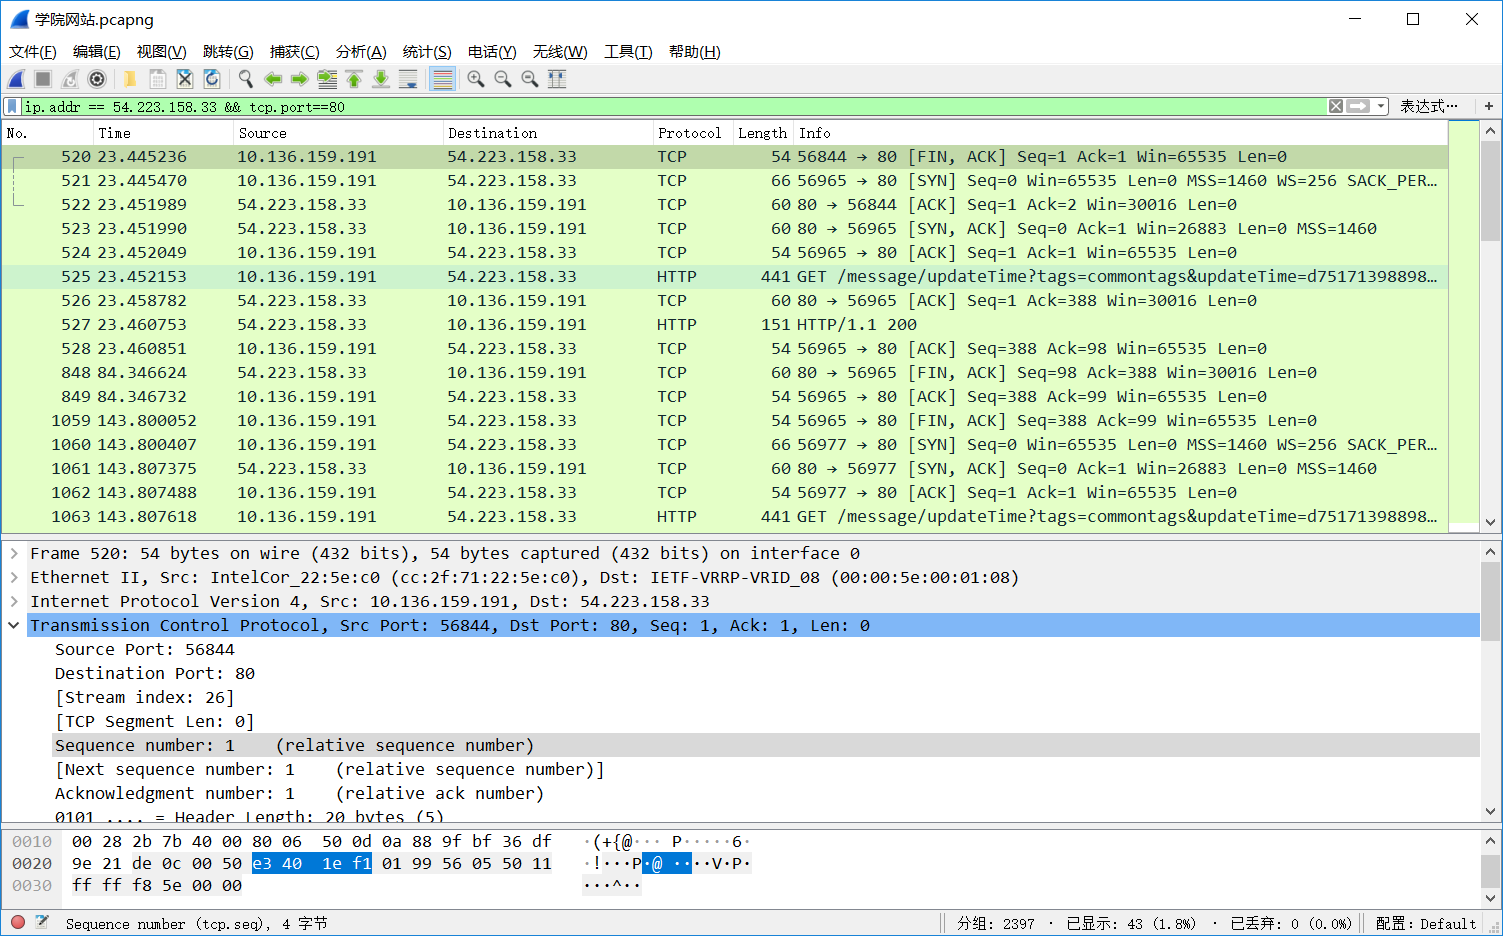 学院网站.pcapng
文件(F) 编辑(E) 视图(V) 跳转(G) 捕获(C) 分析(A) 统计(S) 电话(Y) 无线(W) 工具(T) 帮助(H)
ip.addr == 54.223.158.33 && tcp.port==80 表达式… +
No. Time Source Destination Protocol Length Info
520 23.445236 10.136.159.191 54.223.158.33 TCP 54 56844 → 80 [FIN, ACK] Seq=1 Ack=1 Win=65535 Len=0
521 23.445470 10.136.159.191 54.223.158.33 TCP 66 56965 → 80 [SYN] Seq=0 Win=65535 Len=0 MSS=1460 WS=256 SACK_PER…
522 23.451989 54.223.158.33 10.136.159.191 TCP 60 80 → 56844 [ACK] Seq=1 Ack=2 Win=30016 Len=0
523 23.451990 54.223.158.33 10.136.159.191 TCP 60 80 → 56965 [SYN, ACK] Seq=0 Ack=1 Win=26883 Len=0 MSS=1460
524 23.452049 10.136.159.191 54.223.158.33 TCP 54 56965 → 80 [ACK] Seq=1 Ack=1 Win=65535 Len=0
525 23.452153 10.136.159.191 54.223.158.33 HTTP 441 GET /message/updateTime?tags=commontags&updateTime=d75171398898…
526 23.458782 54.223.158.33 10.136.159.191 TCP 60 80 → 56965 [ACK] Seq=1 Ack=388 Win=30016 Len=0
527 23.460753 54.223.158.33 10.136.159.191 HTTP 151 HTTP/1.1 200
528 23.460851 10.136.159.191 54.223.158.33 TCP 54 56965 → 80 [ACK] Seq=388 Ack=98 Win=65535 Len=0
848 84.346624 54.223.158.33 10.136.159.191 TCP 60 80 → 56965 [FIN, ACK] Seq=98 Ack=388 Win=30016 Len=0
849 84.346732 10.136.159.191 54.223.158.33 TCP 54 56965 → 80 [ACK] Seq=388 Ack=99 Win=65535 Len=0
1059 143.800052 10.136.159.191 54.223.158.33 TCP 54 56965 → 80 [FIN, ACK] Seq=388 Ack=99 Win=65535 Len=0
1060 143.800407 10.136.159.191 54.223.158.33 TCP 66 56977 → 80 [SYN] Seq=0 Win=65535 Len=0 MSS=1460 WS=256 SACK_PER…
1061 143.807375 54.223.158.33 10.136.159.191 TCP 60 80 → 56977 [SYN, ACK] Seq=0 Ack=1 Win=26883 Len=0 MSS=1460
1062 143.807488 10.136.159.191 54.223.158.33 TCP 54 56977 → 80 [ACK] Seq=1 Ack=1 Win=65535 Len=0
1063 143.807618 10.136.159.191 54.223.158.33 HTTP 441 GET /message/updateTime?tags=commontags&updateTime=d75171398898…
Frame 520: 54 bytes on wire (432 bits), 54 bytes captured (432 bits) on interface 0
Ethernet II, Src: IntelCor_22:5e:c0 (cc:2f:71:22:5e:c0), Dst: IETF-VRRP-VRID_08 (00:00:5e:00:01:08)
Internet Protocol Version 4, Src: 10.136.159.191, Dst: 54.223.158.33
Transmission Control Protocol, Src Port: 56844, Dst Port: 80, Seq: 1, Ack: 1, Len: 0
Source Port: 56844
Destination Port: 80
[Stream index: 26]
[TCP Segment Len: 0]
Sequence number: 1 (relative sequence number)
[Next sequence number: 1 (relative sequence number)]
Acknowledgment number: 1 (relative ack number)
0101 .... = Header Length: 20 bytes (5)
0010 00 28 2b 7b 40 00 80 06 50 0d 0a 88 9f bf 36 df ·(+{@··· P·····6·
0020 9e 21 de 0c 00 50 e3 40 1e f1 01 99 56 05 50 11 ·!···P·@ ····V·P·
0030 ff ff f8 5e 00 00 ···^··
Sequence number (tcp.seq), 4 字节 分组: 2397 · 已显示: 43 (1.8%) · 已丢弃: 0 (0.0%) 配置: Default